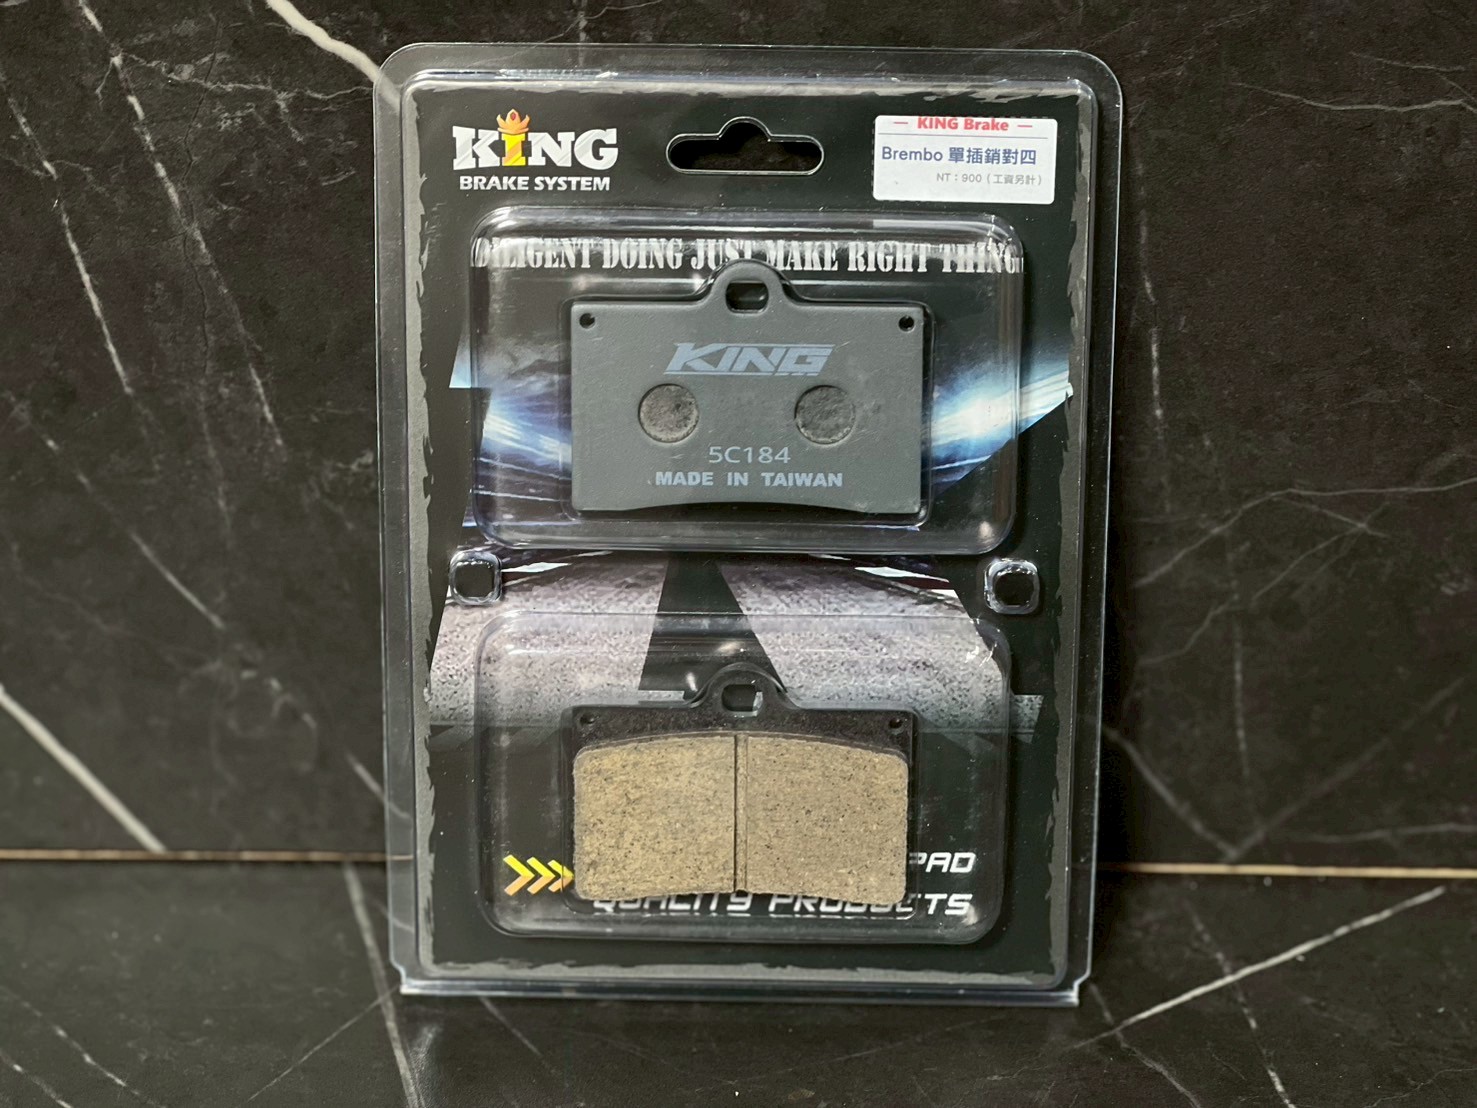 KING
BRAKE SYSTEM
— KING Brake —
Brembo 單插銷對四
NT：900（工資另計）
DILIGENT DOING JUST MAKE RIGHT THING
KING
5C184
MADE IN TAIWAN
PAD
QUALITY PRODUCTS